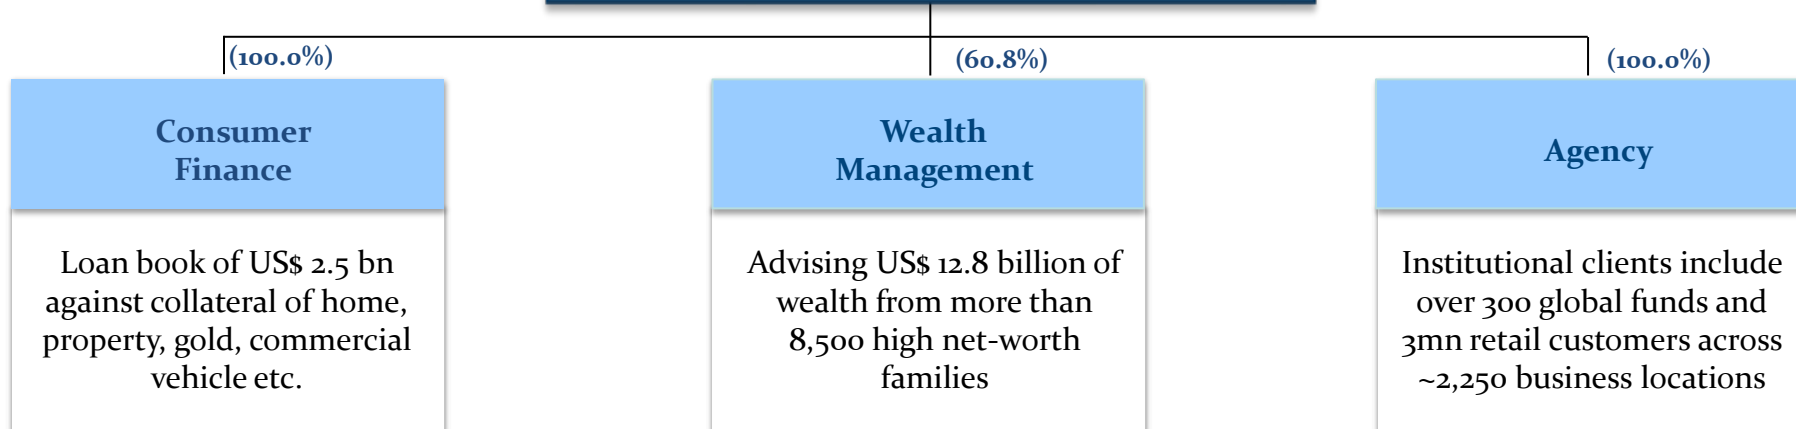 (100.0%)
(60.8%)
(100.0%)
Consumer
Finance
Wealth
Management
Agency
Loan book of US$ 2.5 bn
against collateral of home,
property, gold, commercial
vehicle etc.
Advising US$ 12.8 billion of
wealth from more than
8,500 high net-worth
families
Institutional clients include
over 300 global funds and
3mn retail customers across
~2,250 business locations